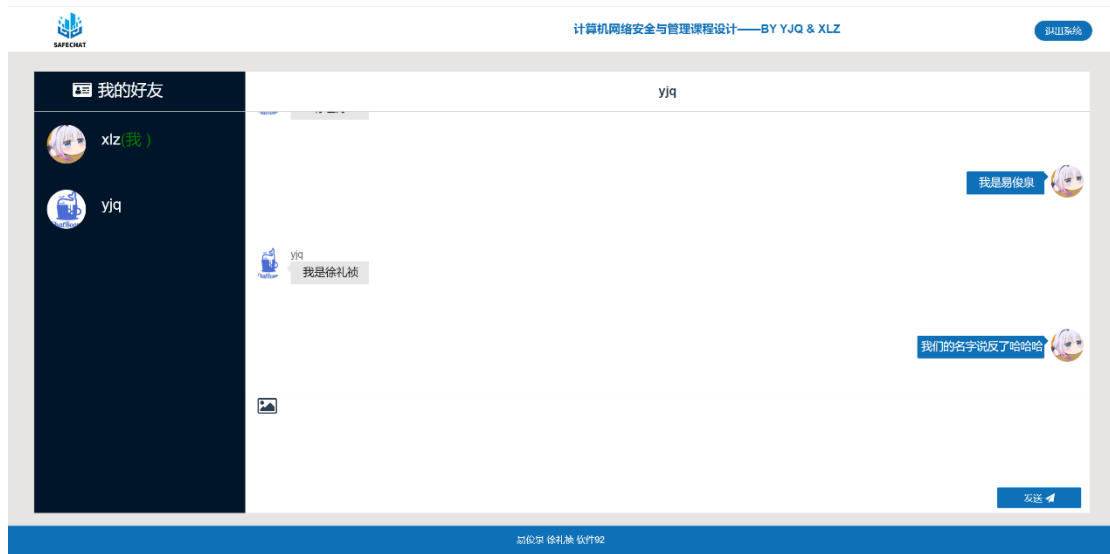 SAFECHAT
计算机网络安全与管理课程设计——BY YJQ & XLZ
退出系统
我的好友
yjq
xlz(我 )
我是易俊泉
yjq
yjq
我是徐礼祯
我们的名字说反了哈哈哈
发送
易俊泉 徐礼祯 软件92